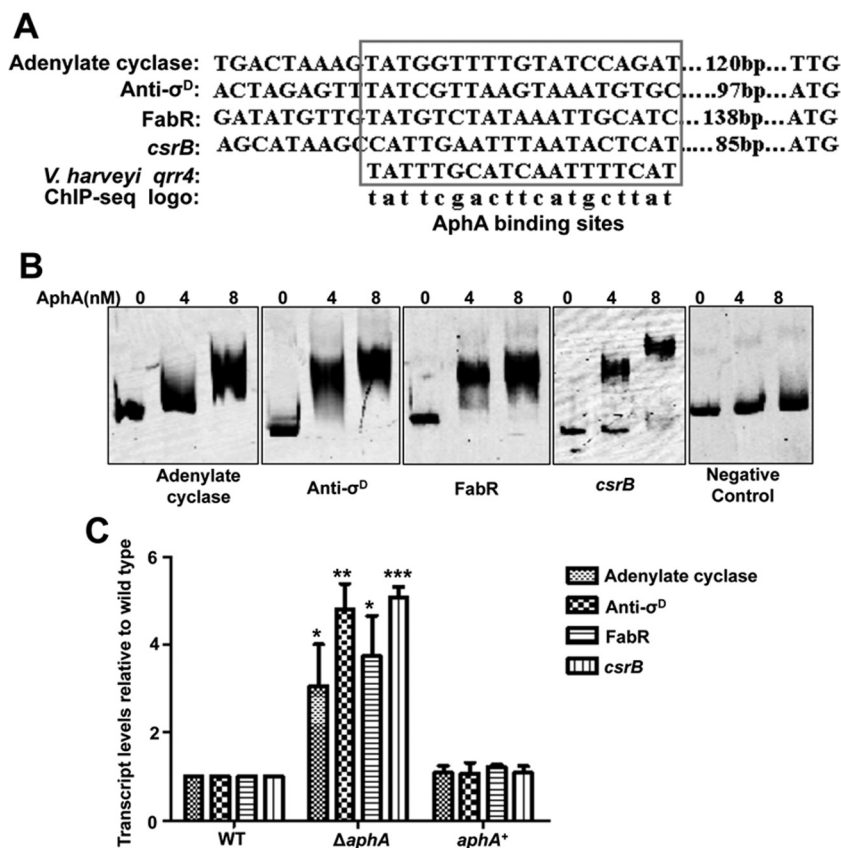 A
Adenylate cyclase: TGACTAAAGTATGGTTTTGTATCCAGAT...120bp...TTG
Anti-σD: ACTAGAGTTTATCGTTAAGTAAATGTGC.....97bp...ATG
FabR: GATATGTTGTATGTCTATAAATTGCATC...138bp...ATG
csrB: AGCATAAGCCATTGAATTTAATACTCAT.....85bp...ATG
V. harveyi qrr4: TATTTGCATCAATTTTCAT
ChIP-seq logo: tattcgacttcatgcttat
AphA binding sites
B
AphA(nM) 0 4 8 0 4 8 0 4 8 0 4 8 0 4 8
Adenylate cyclase
Anti-σD
FabR
csrB
Negative Control
C
Transcript levels relative to wild type
6
4
2
0
* ** * ***
WT ΔaphA aphA+
Adenylate cyclase
Anti-σD
FabR
csrB